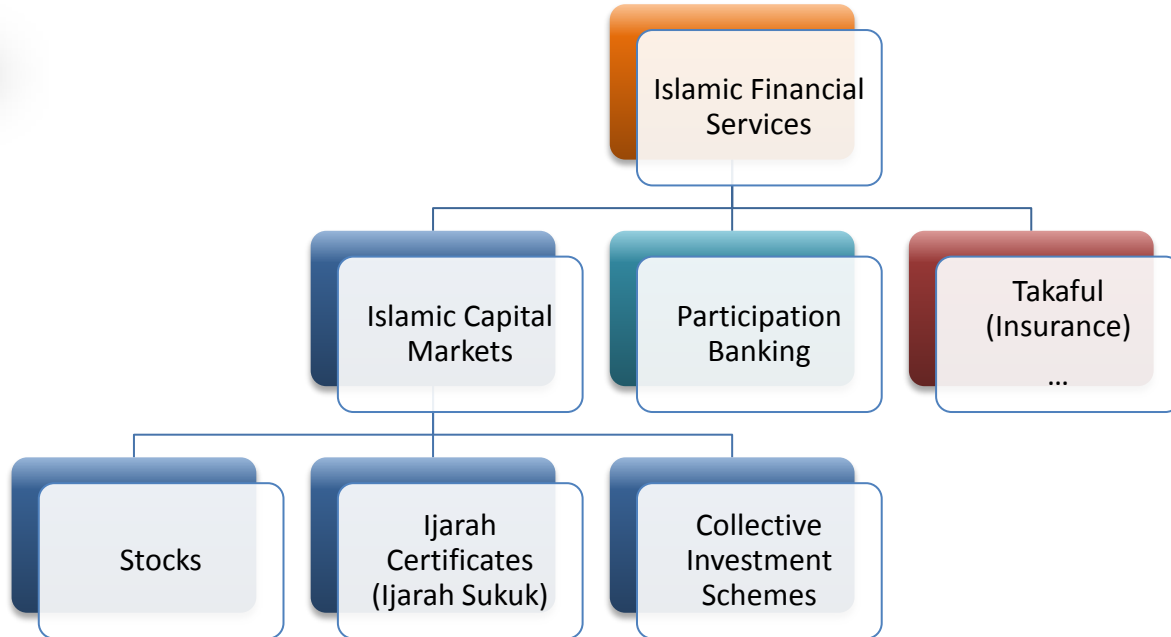 Islamic Financial
Services
Islamic Capital
Markets
Participation
Banking
Takaful
(Insurance)
...
Stocks
Ijarah
Certificates
(Ijarah Sukuk)
Collective
Investment
Schemes